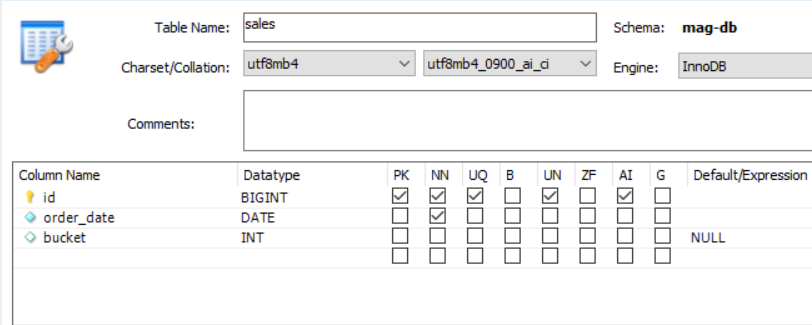 Table Name: sales Schema: mag-db
Charset/Collation: utf8mb4 utf8mb4_0900_ai_ci Engine: InnoDB
Comments:
Column Name Datatype PK NN UQ B UN ZF AI G Default/Expression
id BIGINT
order_date DATE
bucket INT NULL